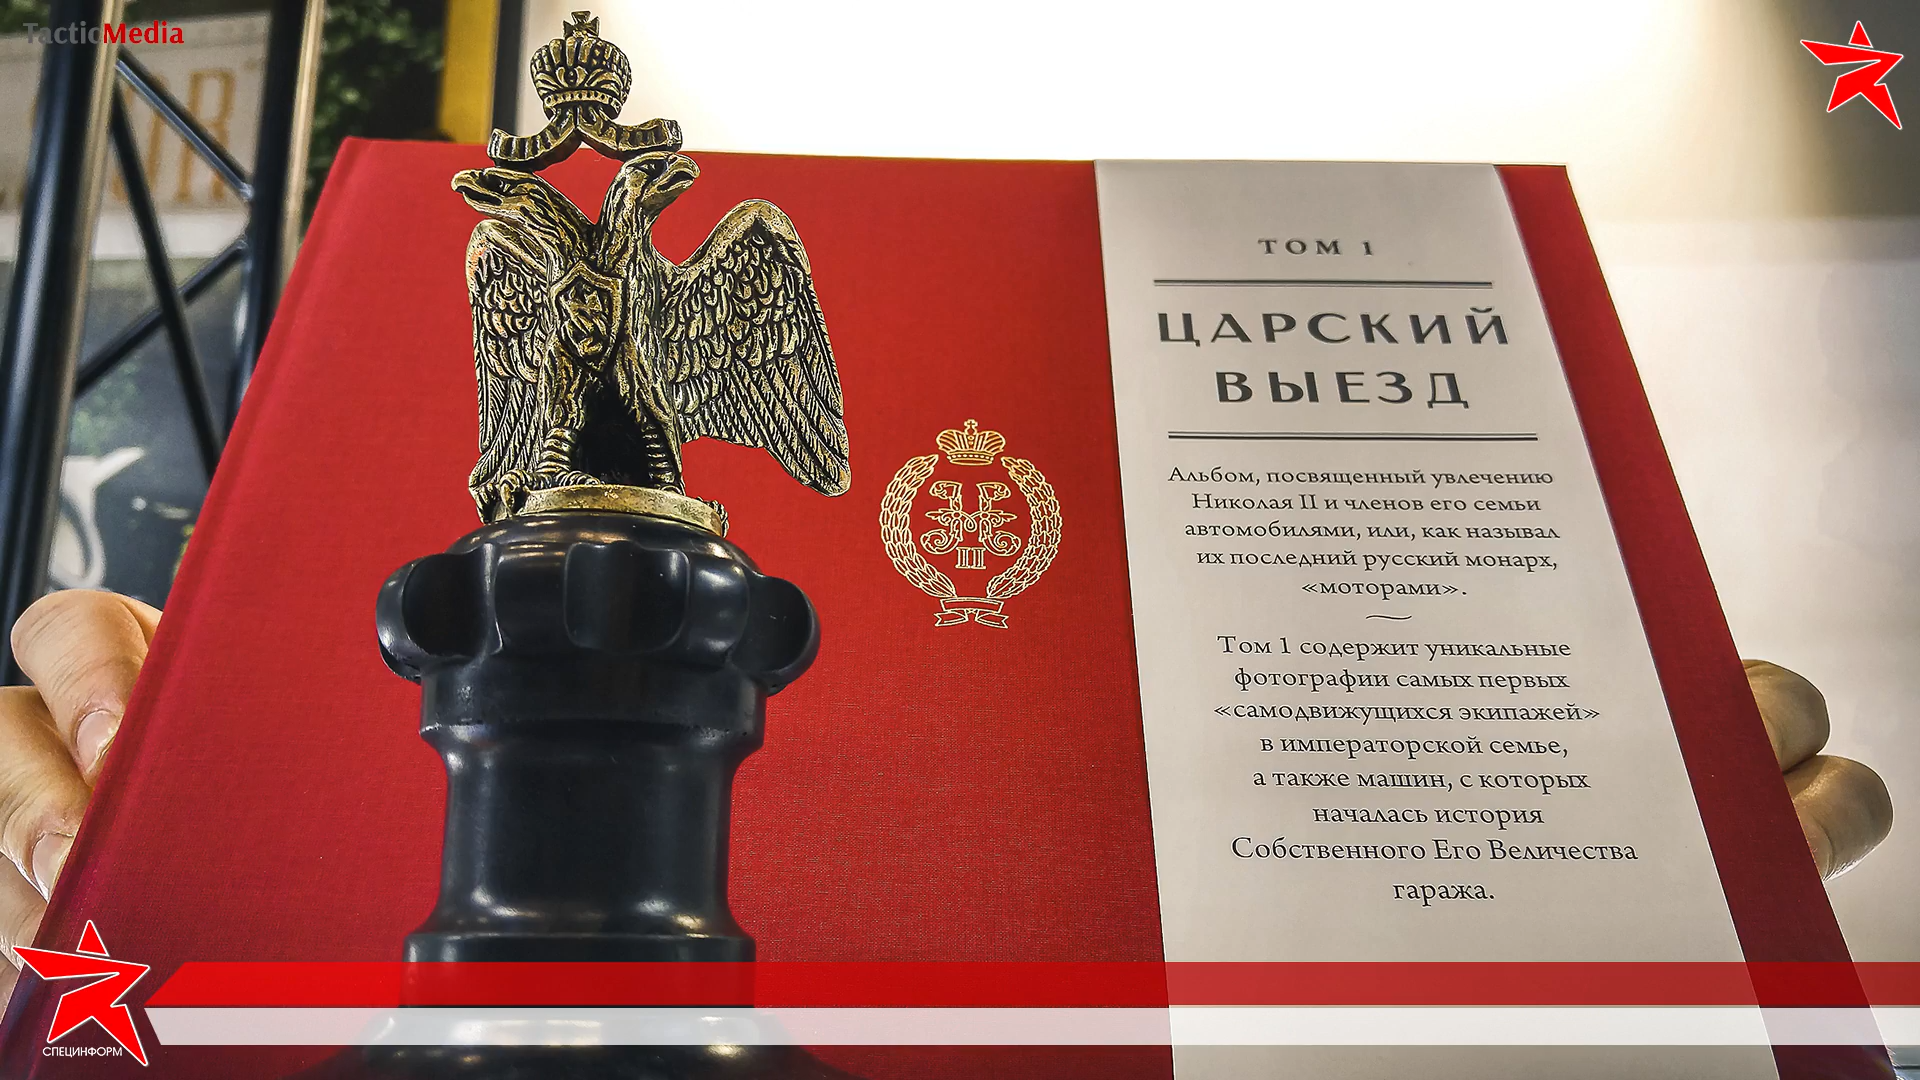 TacticMedia
ТОМ 1
ЦАРСКИЙ
ВЫЕЗД
Альбом, посвященный увлечению
Николая II и членов его семьи
автомобилями, или, как называл
их последний русский монарх,
«моторами».
Том 1 содержит уникальные
фотографии самых первых
«самодвижущихся экипажей»
в императорской семье,
а также машин, с которых
началась история
Собственного Его Величества
гаража.
II
СПЕЦИНФОРМ